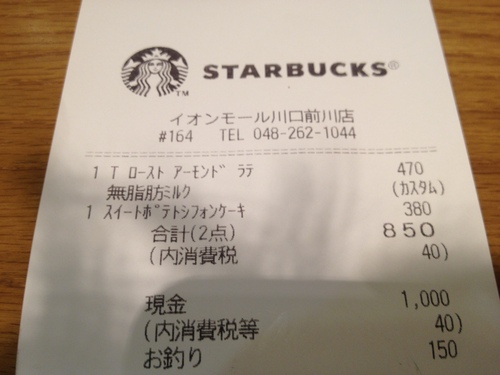 STARBUCKS®
TM
イオンモール川口前川店
#164 TEL 048-262-1044
1 T ﾛｰｽﾄ ｱｰﾓﾝﾄﾞ ﾗﾃ 470
無脂肪ﾐﾙｸ (ｶｽﾀﾑ)
1 ｽｲｰﾄﾎﾟﾃﾄｼﾌｫﾝｹｰｷ 380
合計(2点) 850
(内消費税 40)
現金 1,000
(内消費税等 40)
お釣り 150